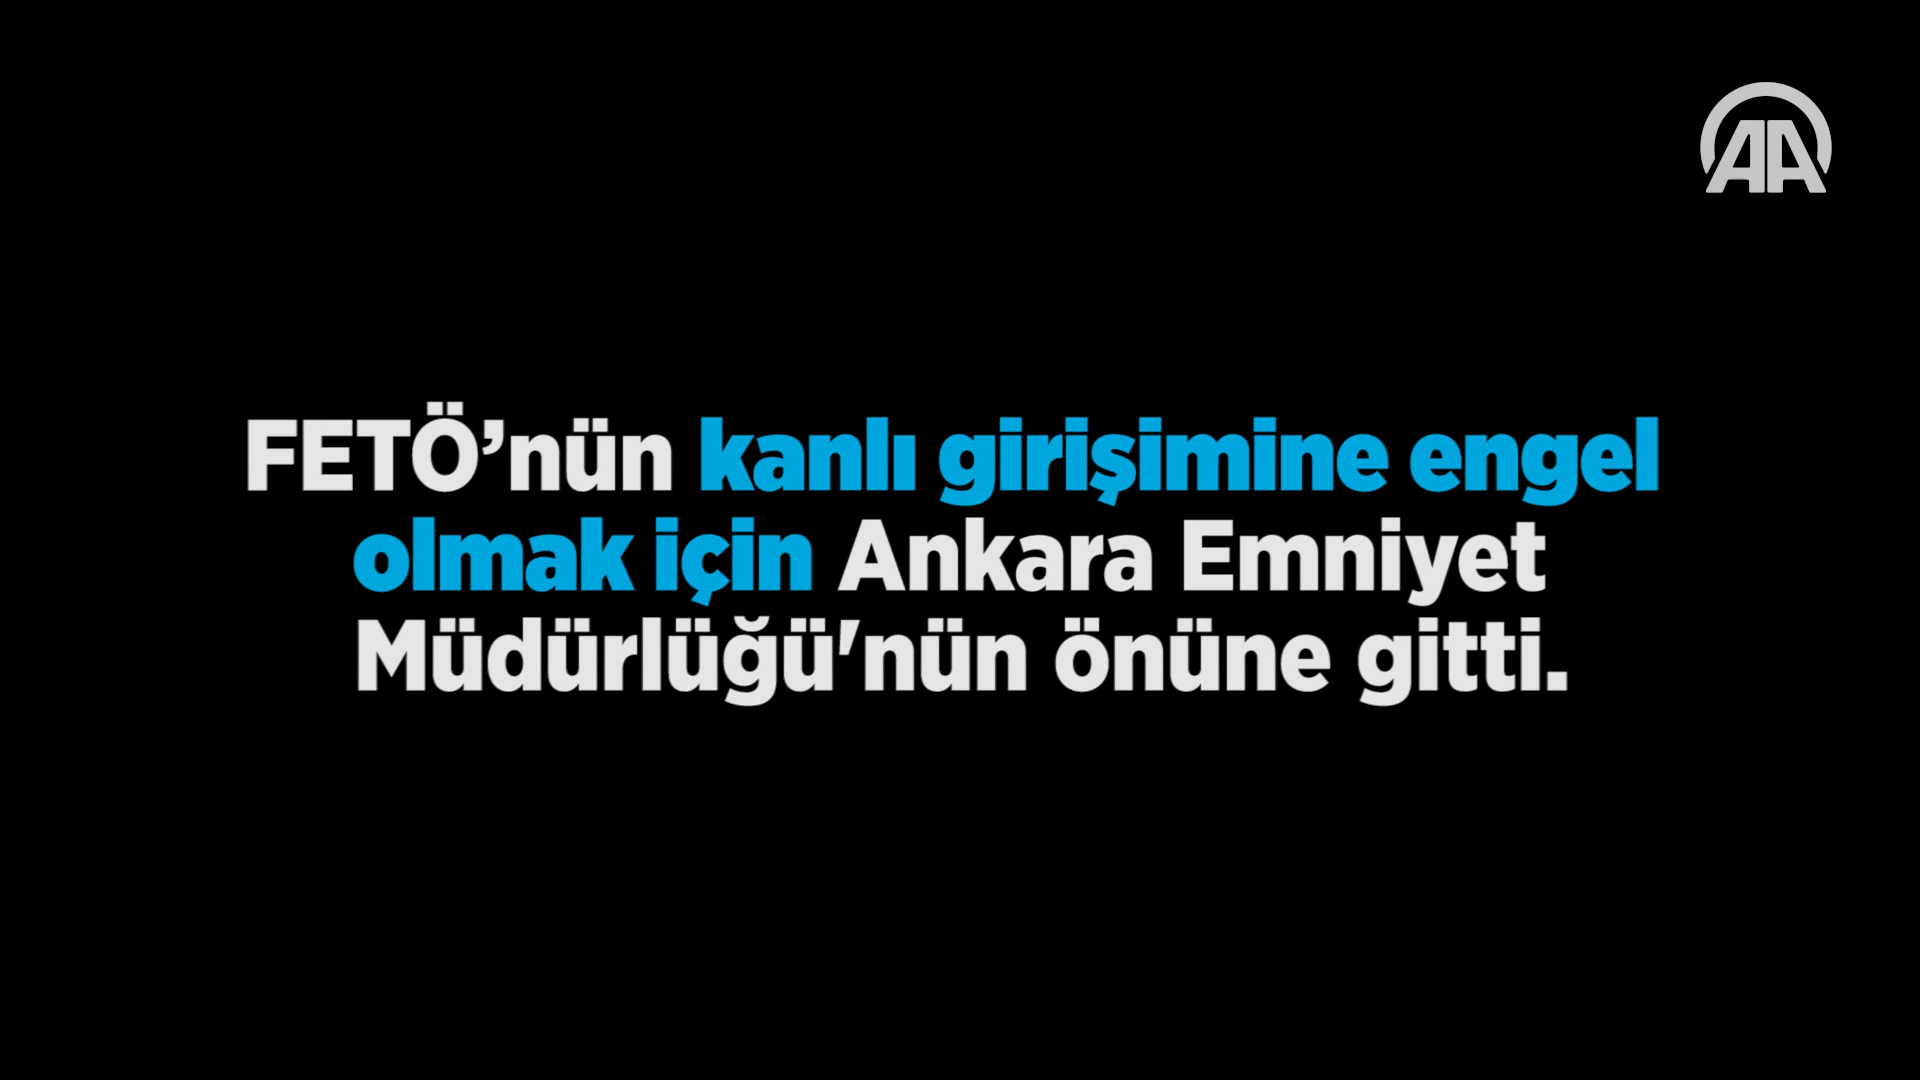 AA
FETÖ’nün kanlı girişimine engel
olmak için Ankara Emniyet
Müdürlüğü'nün önüne gitti.